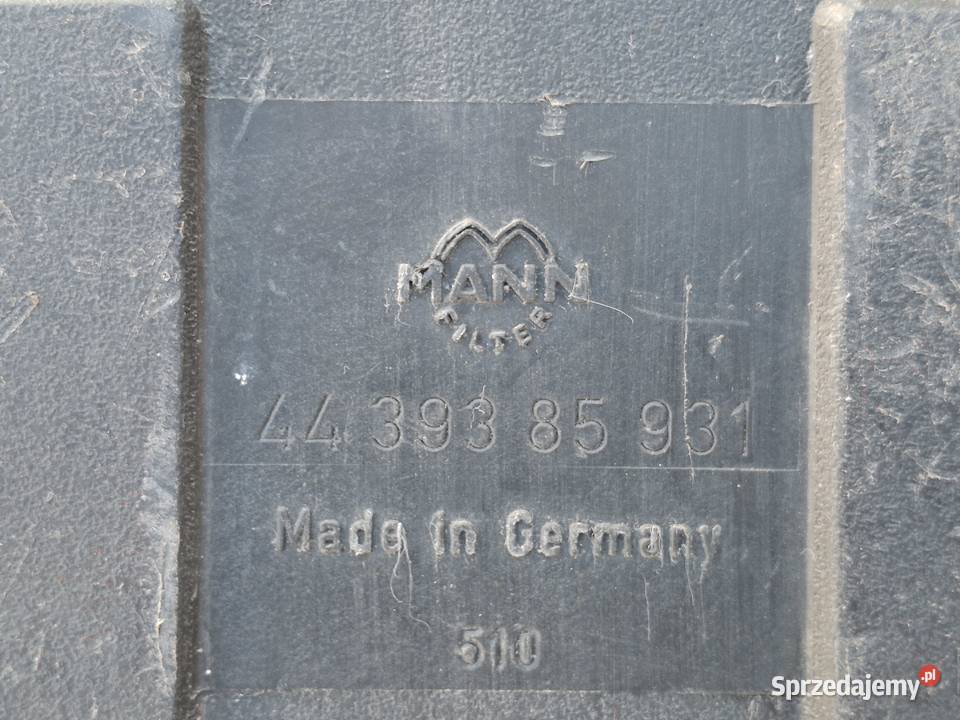 MANN
FILTER
44 393 85 931
Made in Germany
510
Sprzedajemy.pl